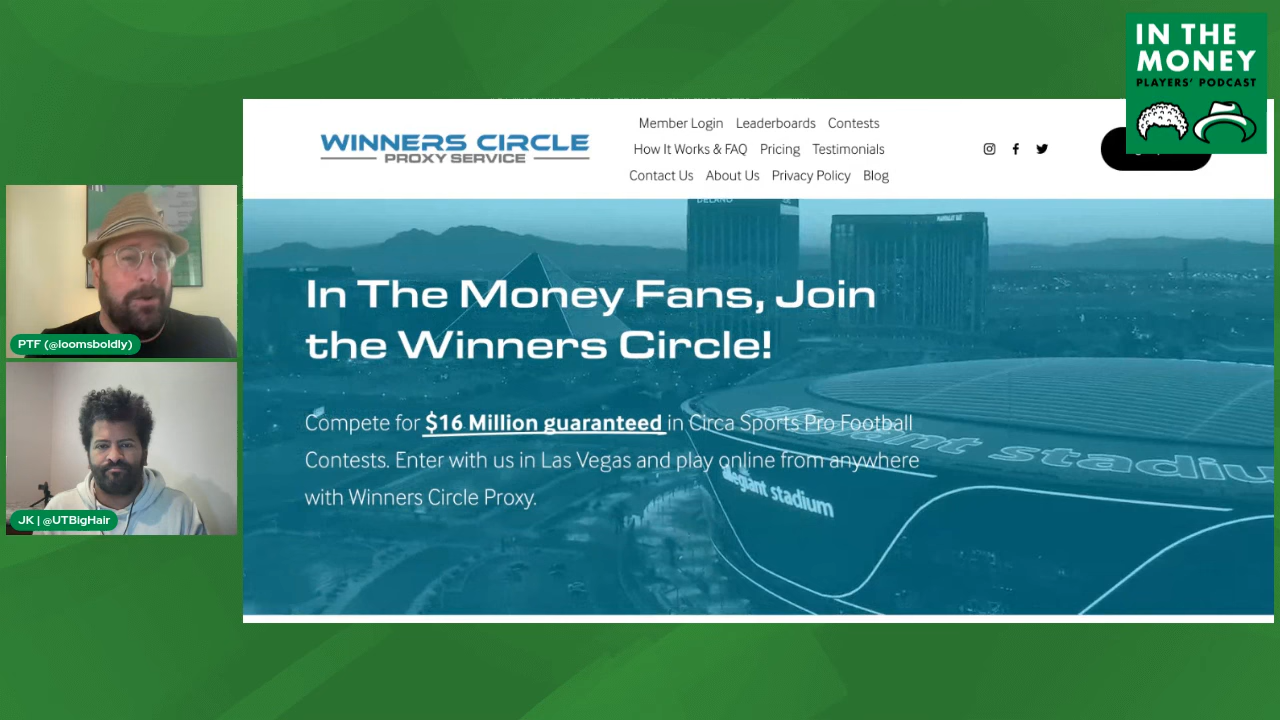 IN THE
MONEY
PLAYERS' PODCAST
WINNERS CIRCLE
PROXY SERVICE
Member Login Leaderboards Contests
How It Works & FAQ Pricing Testimonials
Contact Us About Us Privacy Policy Blog
DELANO
In The Money Fans, Join
the Winners Circle!
Compete for $16 Million guaranteed in Circa Sports Pro Football
Contests. Enter with us in Las Vegas and play online from anywhere
with Winners Circle Proxy.
allegiant stadium
allegiant stadiu
PTF (@loomsboldly)
JK | @UTBigHair